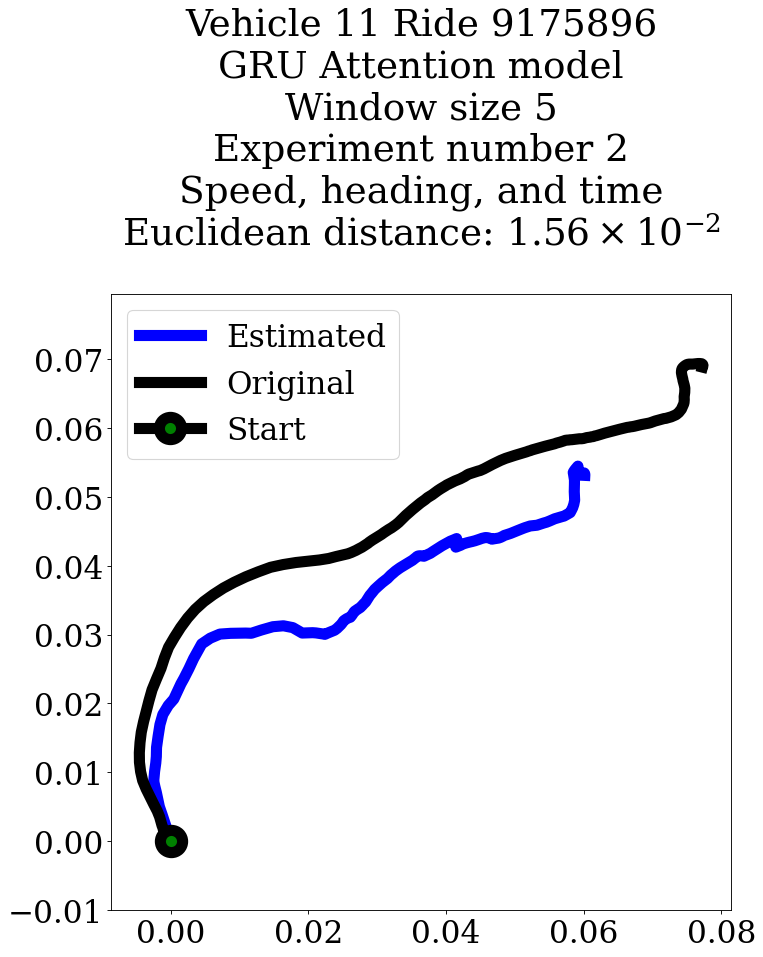 Vehicle 11 Ride 9175896
GRU Attention model
Window size 5
Experiment number 2
Speed, heading, and time
Euclidean distance: 1.56 × 10⁻²
Estimated
Original
Start
0.07
0.06
0.05
0.04
0.03
0.02
0.01
0.00
−0.01
0.00 0.02 0.04 0.06 0.08